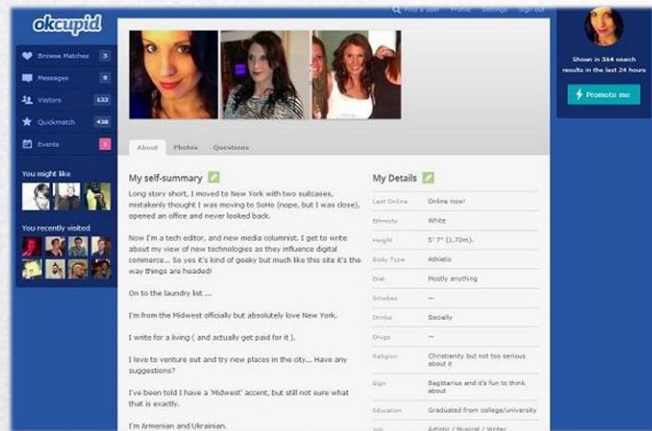 okcupid
Find a user Profile Settings Sign out
Browse Matches 3
Messages 9
Visitors 133
Quickmatch 438
Events 1
You might like
You recently visited
Shown in 514 search
results in the last 24 hours
Promote me
About Photos Questions
My self-summary
Long story short, I moved to New York with two suitcases,
mistakenly thought I was moving to SoHo (nope, but I was close),
opened an office and never looked back.
Now I'm a tech editor, and new media columnist. I get to write
about my view of new technologies as they influence digital
commerce... So yes it's kind of geeky but much like this site it's the
way things are headed!
On to the laundry list ...
I'm from the Midwest officially but absolutely love New York.
I write for a living ( and actually get paid for it ).
I love to venture out and try new places in the city... Have any
suggestions?
I've been told I have a 'Midwest' accent, but still not sure what
that is exactly.
I'm Armenian and Ukrainian.
My Details
Last Online Online now!
Ethnicity White
Height 5' 7" (1.70m).
Body Type Athletic
Diet Mostly anything
Smokes —
Drinks Socially
Drugs —
Religion Christianity but not too serious
about it
Sign Sagittarius and it's fun to think
about
Education Graduated from college/university
Job Artistic / Musical / Writer